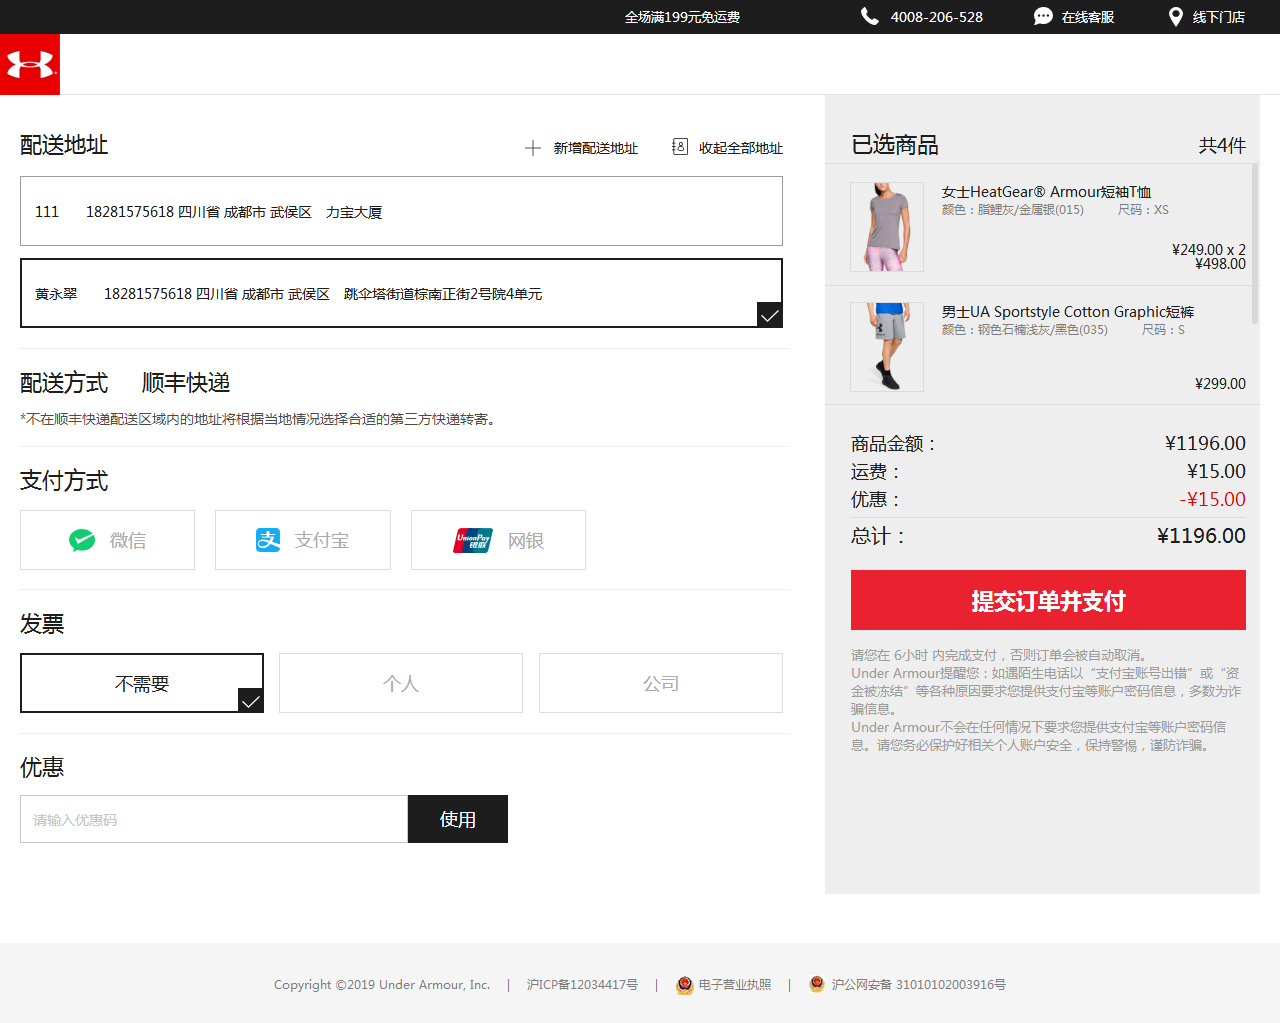 全场满199元免运费
4008-206-528
在线客服
线下门店
配送地址
新增配送地址
收起全部地址
111 18281575618 四川省 成都市 武侯区 力宝大厦
黄永翠 18281575618 四川省 成都市 武侯区 跳伞塔街道棕南正街2号院4单元
配送方式 顺丰快递
*不在顺丰快递配送区域内的地址将根据当地情况选择合适的第三方快递转寄。
支付方式
微信
支付宝
UnionPay
银联
网银
发票
不需要
个人
公司
优惠
请输入优惠码
使用
已选商品
共4件
女士HeatGear® Armour短袖T恤
颜色：脂鲤灰/金属银(015) 尺码：XS
¥249.00 x 2
¥498.00
男士UA Sportstyle Cotton Graphic短裤
颜色：钢色石楠浅灰/黑色(035) 尺码：S
¥299.00
商品金额： ¥1196.00
运费： ¥15.00
优惠： -¥15.00
总计： ¥1196.00
提交订单并支付
请您在 6小时 内完成支付，否则订单会被自动取消。
Under Armour提醒您：如遇陌生电话以“支付宝账号出错”或“资
金被冻结”等各种原因要求您提供支付宝等账户密码信息，多数为诈
骗信息。
Under Armour不会在任何情况下要求您提供支付宝等账户密码信
息。请您务必保护好相关个人账户安全，保持警惕，谨防诈骗。
Copyright ©2019 Under Armour, Inc. | 沪ICP备12034417号 | 电子营业执照 | 沪公网安备 31010102003916号